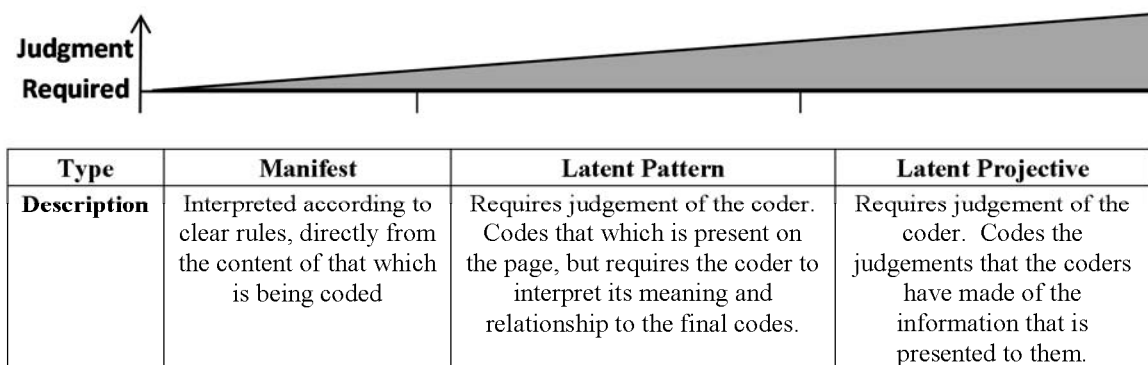 Judgment
Required
Type Manifest Latent Pattern Latent Projective
Description Interpreted according to clear rules, directly from the content of that which is being coded
Requires judgement of the coder. Codes that which is present on the page, but requires the coder to interpret its meaning and relationship to the final codes.
Requires judgement of the coder. Codes the judgements that the coders have made of the information that is presented to them.